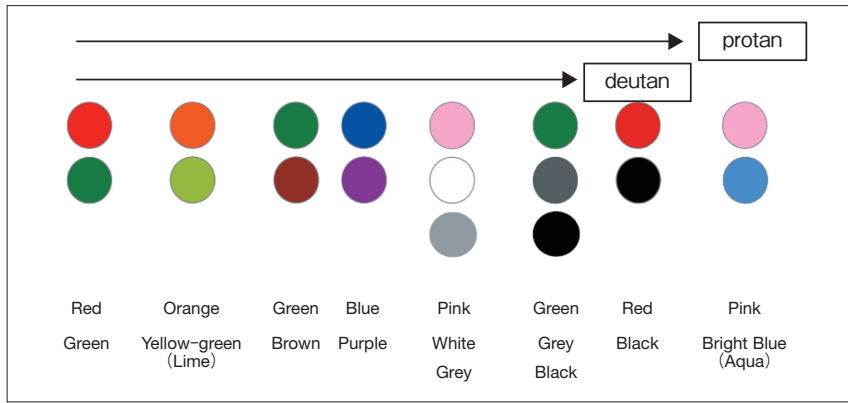 protan
deutan
Red Orange Green Blue Pink Green Red Pink
Green Yellow-green (Lime) Brown Purple White Grey Black Bright Blue (Aqua)
Grey Black